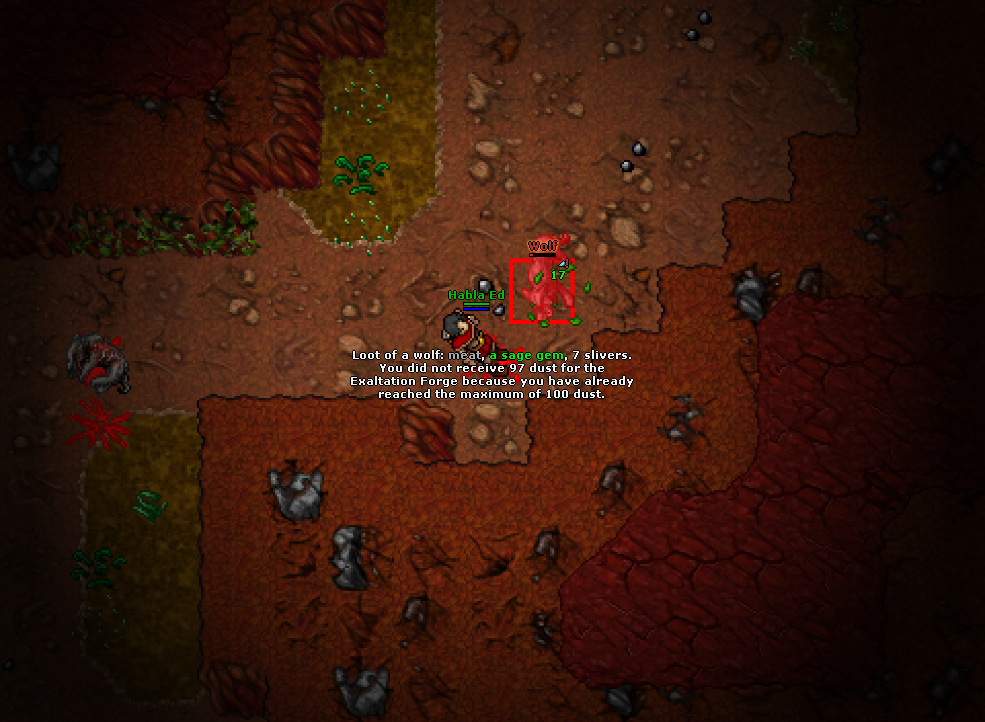 Wolf
17
Habla Ed
Loot of a wolf: meat, a sage gem, 7 slivers.
You did not receive 97 dust for the
Exaltation Forge because you have already
reached the maximum of 100 dust.